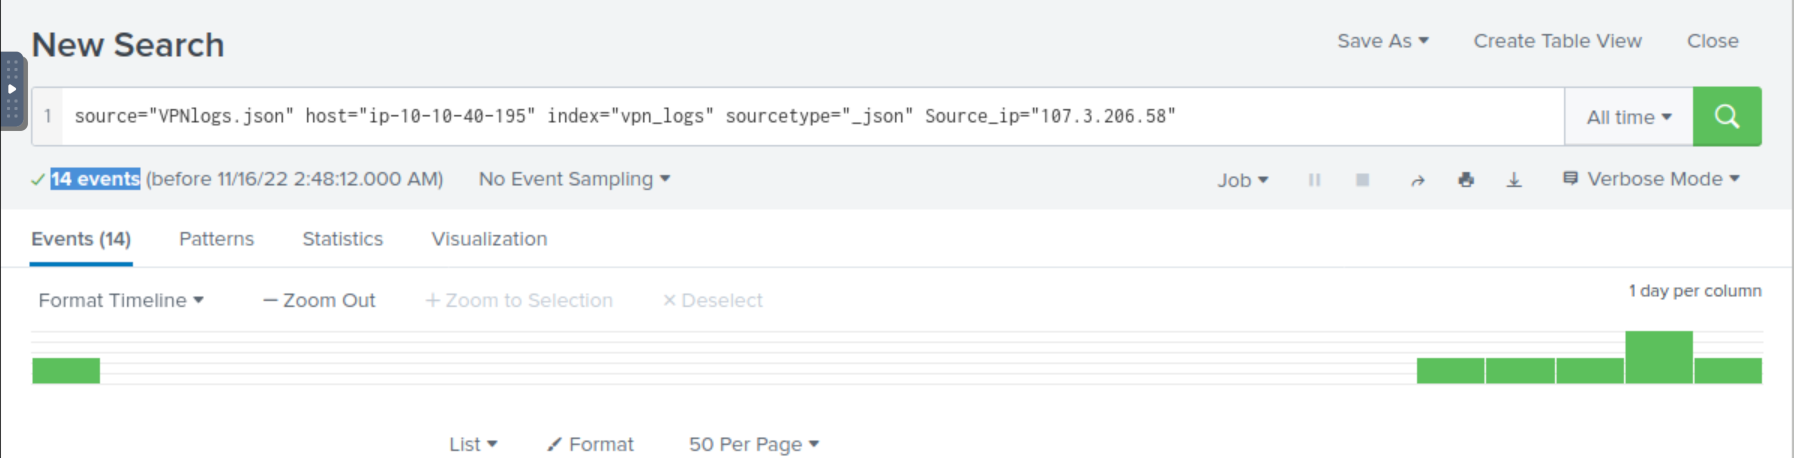 New Search
Save As Create Table View Close
1 source="VPNlogs.json" host="ip-10-10-40-195" index="vpn_logs" sourcetype="_json" Source_ip="107.3.206.58" All time
14 events (before 11/16/22 2:48:12.000 AM) No Event Sampling Job Verbose Mode
Events (14) Patterns Statistics Visualization
Format Timeline — Zoom Out + Zoom to Selection × Deselect 1 day per column
List Format 50 Per Page